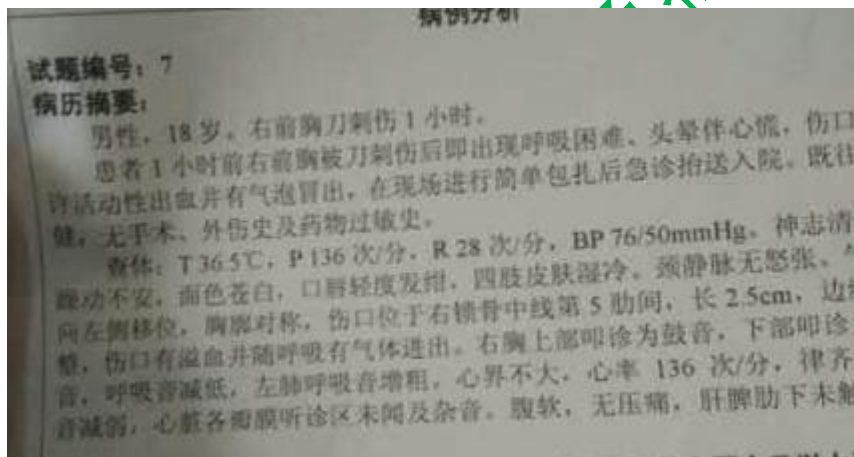 病例分析
试题编号：7
病历摘要：
男性，18岁。右前胸刀刺伤1小时。
患者1小时前右前胸被刀刺伤后即出现呼吸困难、头晕伴心慌，伤口
许活动性出血并有气泡冒出，在现场进行简单包扎后急诊抬送入院。既往
健，无手术、外伤史及药物过敏史。
查体：T 36.5℃，P 136 次/分，R 28 次/分，BP 76/50mmHg。神志清
躁动不安，面色苍白，口唇轻度发绀，四肢皮肤湿冷。颈静脉无怒张。
向左侧移位，胸廓对称，伤口位于右锁骨中线第 5 肋间，长 2.5cm，边
整，伤口有溢血并随呼吸有气体进出。右胸上部叩诊为鼓音，下部叩诊
音，呼吸音减低，左肺呼吸音增粗，心界不大，心率 136 次/分，律齐
音减弱，心脏各瓣膜听诊区未闻及杂音。腹软，无压痛，肝脾肋下未触